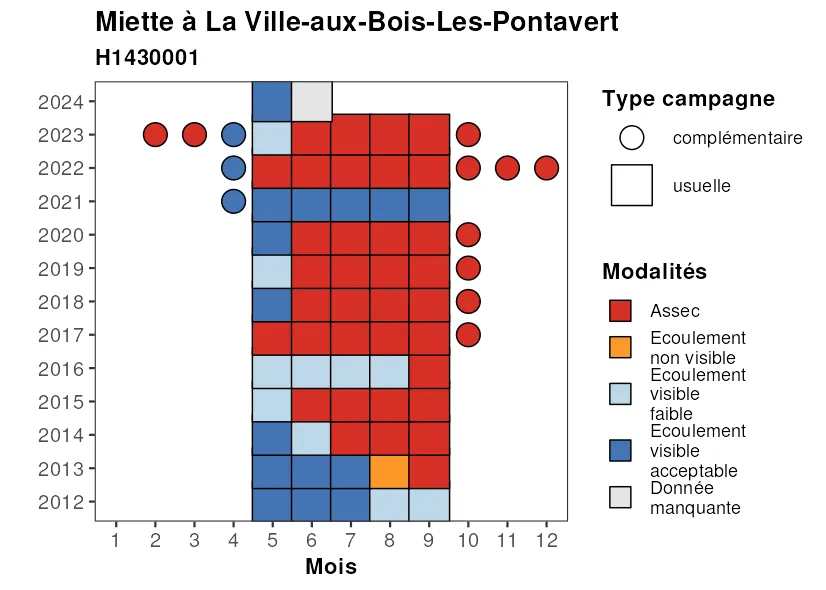 Miette à La Ville-aux-Bois-Les-Pontavert
H1430001
2024
2023
2022
2021
2020
2019
2018
2017
2016
2015
2014
2013
2012
1 2 3 4 5 6 7 8 9 10 11 12
Mois
Type campagne
complémentaire
usuelle
Modalités
Assec
Ecoulement
non visible
Ecoulement
visible
faible
Ecoulement
visible
acceptable
Donnée
manquante